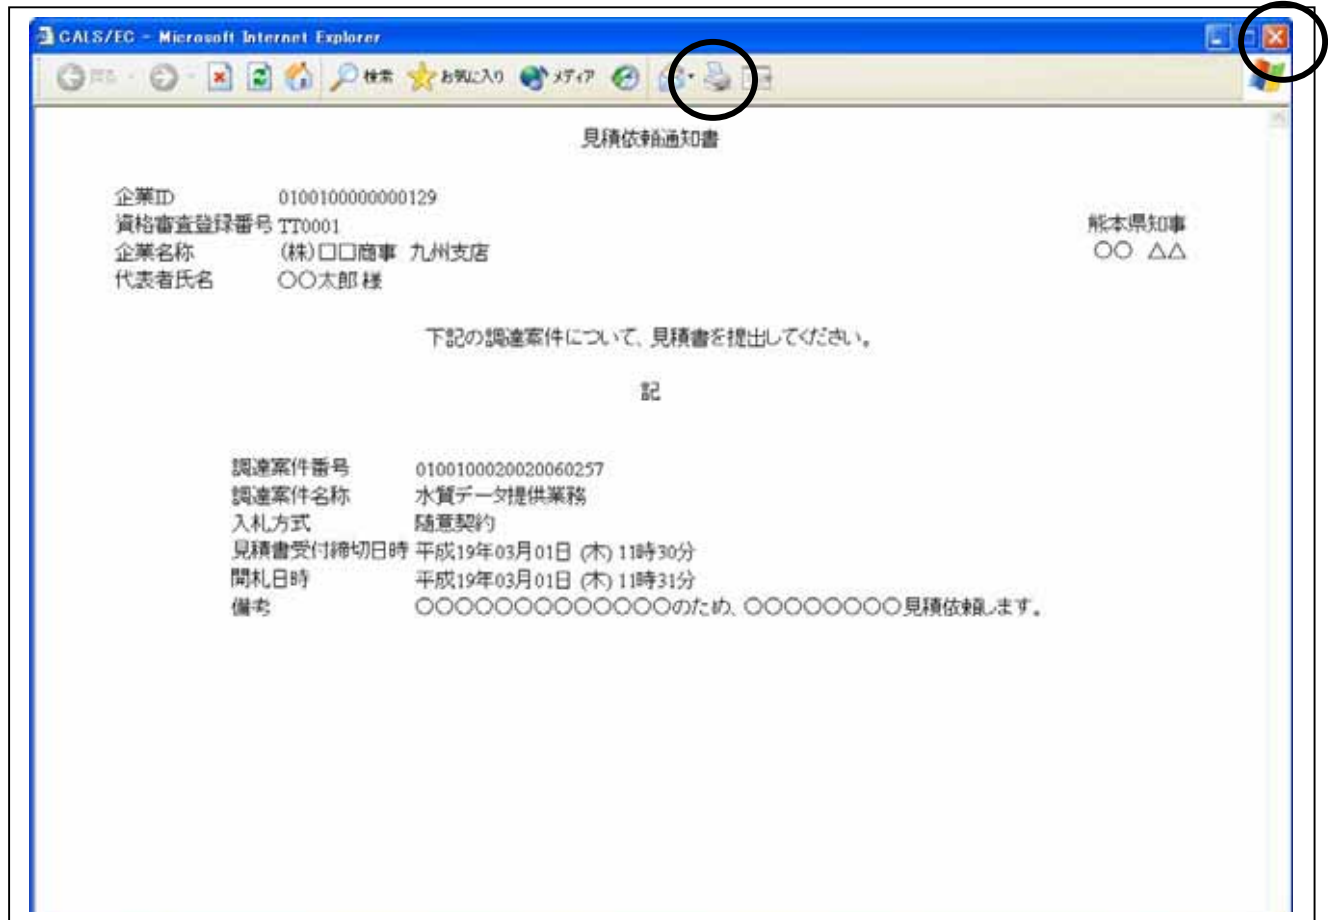 CALS/EC - Microsoft Internet Explorer
戻る 検索 お気に入り メディア
見積依頼通知書
企業ID 0100100000000129
資格審査登録番号 TT0001 熊本県知事
企業名称 (株)□□商事 九州支店 ○○ △△
代表者氏名 ○○太郎 様
下記の調達案件について、見積書を提出してください。
記
調達案件番号 0100100020020060257
調達案件名称 水質データ提供業務
入札方式 随意契約
見積書受付締切日時 平成19年03月01日 (木) 11時30分
開札日時 平成19年03月01日 (木) 11時31分
備考 ○○○○○○○○○○○○○のため、○○○○○○○○見積依頼します。